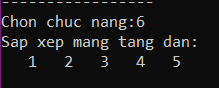 -----------------
Chon chuc nang:6
Sap xep mang tang dan:
1 2 3 4 5